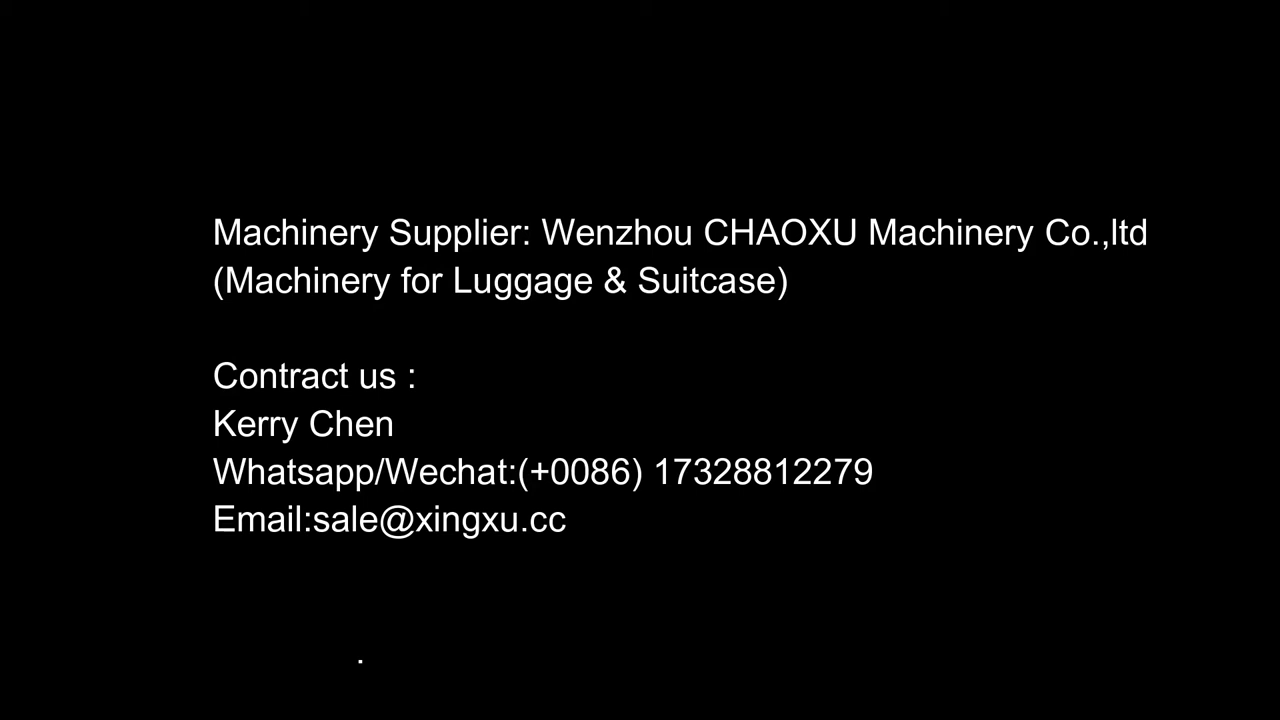 Machinery Supplier: Wenzhou CHAOXU Machinery Co.,ltd
(Machinery for Luggage & Suitcase)
Contract us :
Kerry Chen
Whatsapp/Wechat:(+0086) 17328812279
Email:sale@xingxu.cc
.